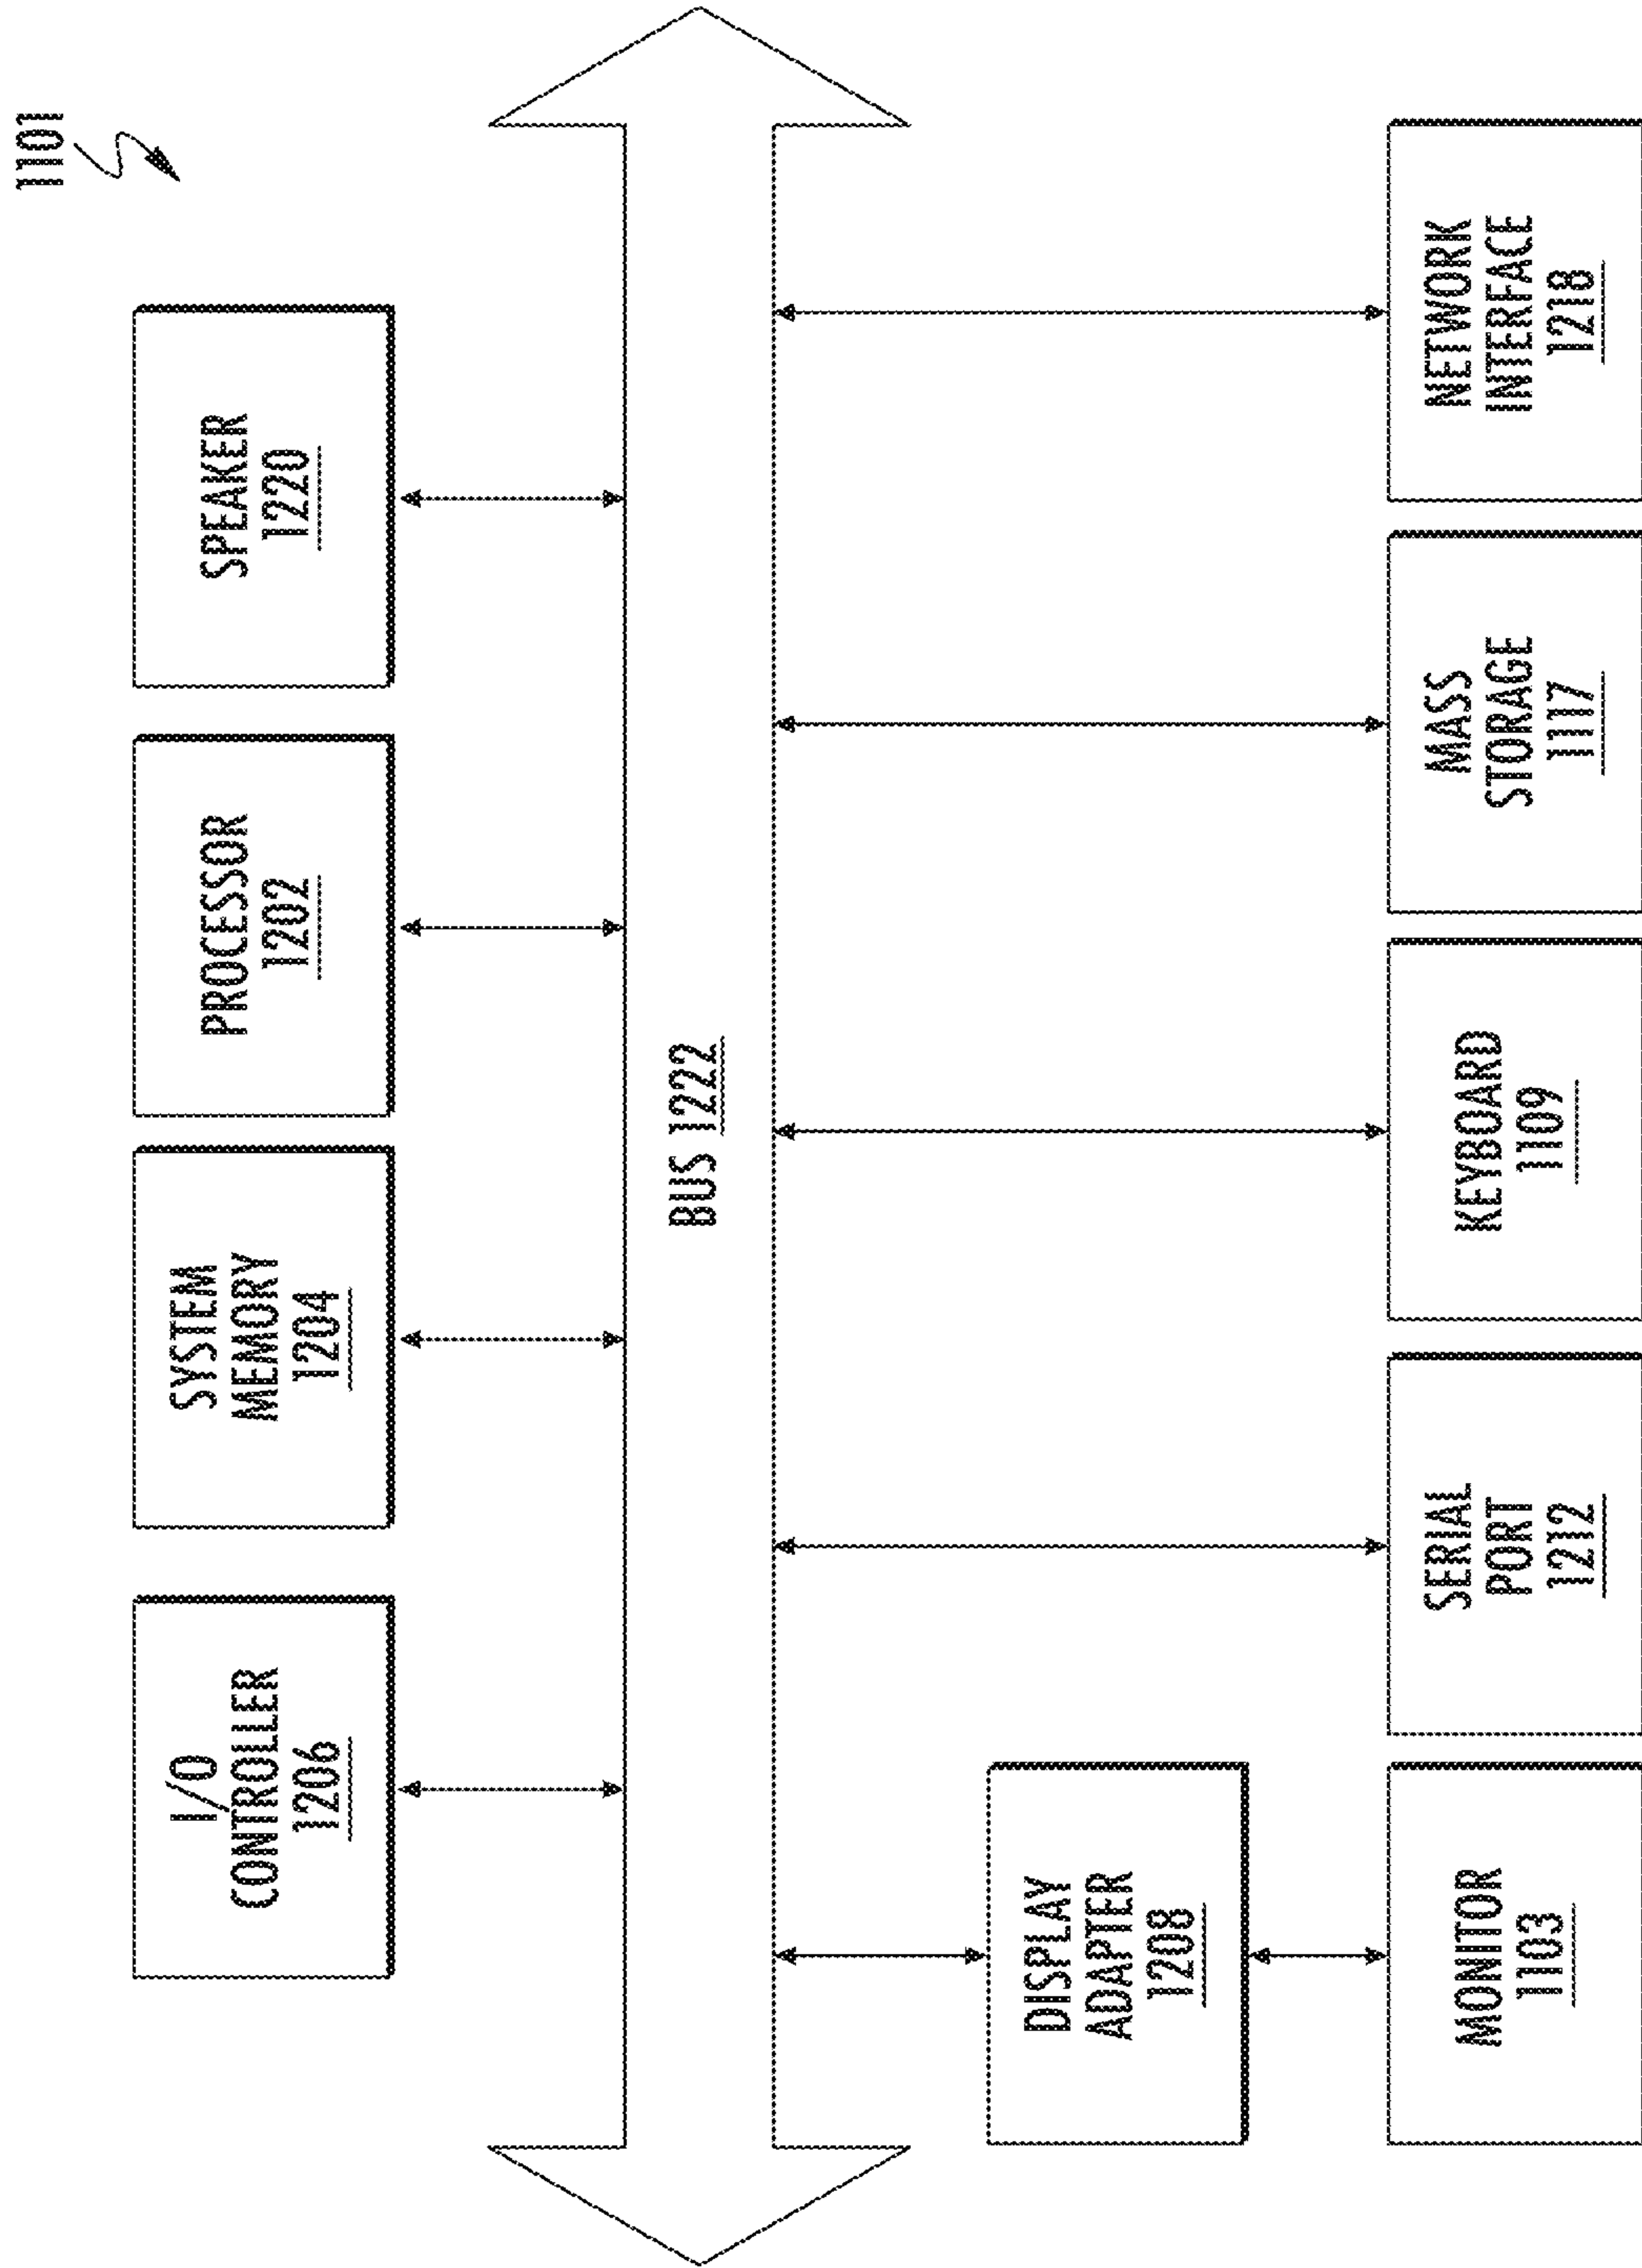 1101
I/O
CONTROLLER
1206
SYSTEM
MEMORY
1204
PROCESSOR
1202
SPEAKER
1220
BUS 1222
DISPLAY
ADAPTER
1208
MONITOR
1103
SERIAL
PORT
1212
KEYBOARD
1109
MASS
STORAGE
1117
NETWORK
INTERFACE
1218